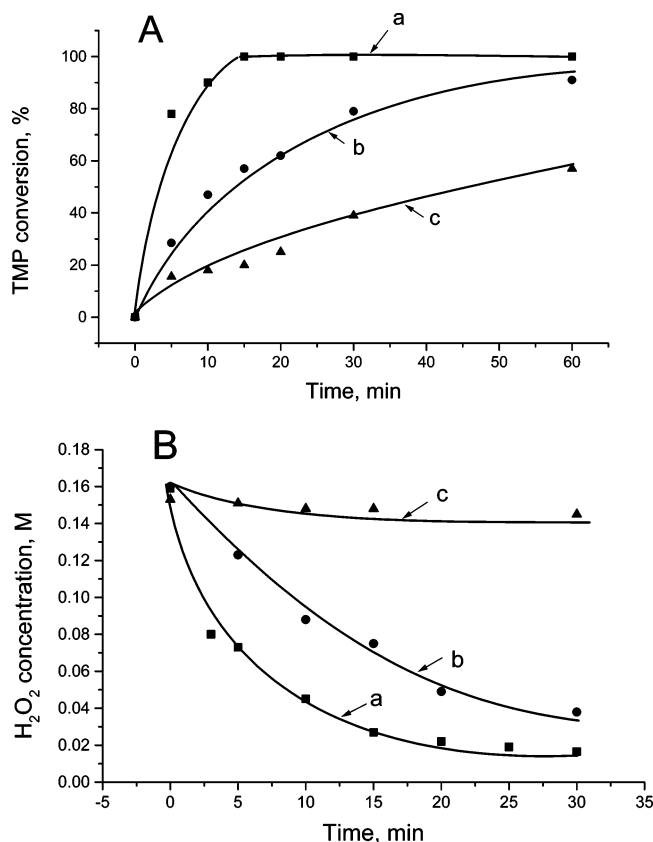 A
a
b
c
TMP conversion, %
100
80
60
40
20
0
0 10 20 30 40 50 60
Time, min
B
c
b
a
H₂O₂ concentration, M
0.18
0.16
0.14
0.12
0.10
0.08
0.06
0.04
0.02
0.00
-5 0 5 10 15 20 25 30 35
Time, min